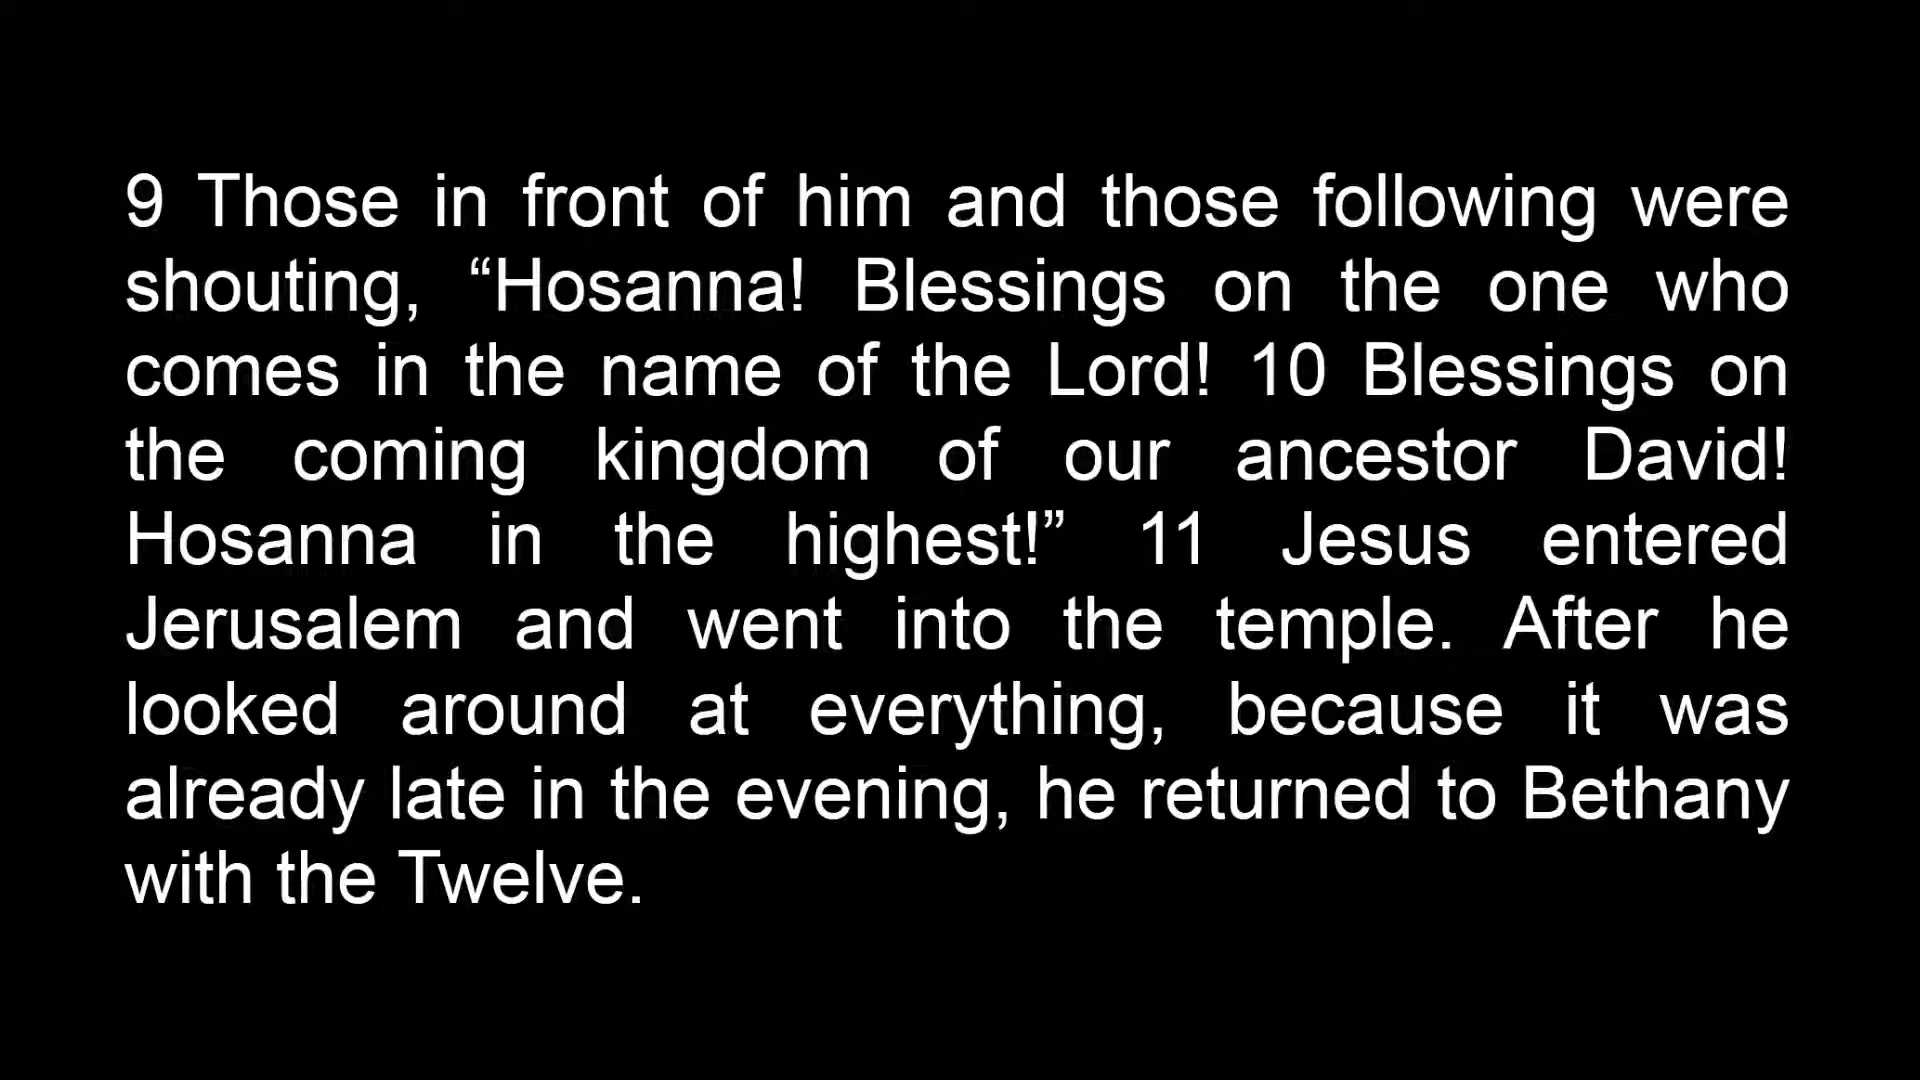 9 Those in front of him and those following were
shouting, “Hosanna! Blessings on the one who
comes in the name of the Lord! 10 Blessings on
the coming kingdom of our ancestor David!
Hosanna in the highest!” 11 Jesus entered
Jerusalem and went into the temple. After he
looked around at everything, because it was
already late in the evening, he returned to Bethany
with the Twelve.